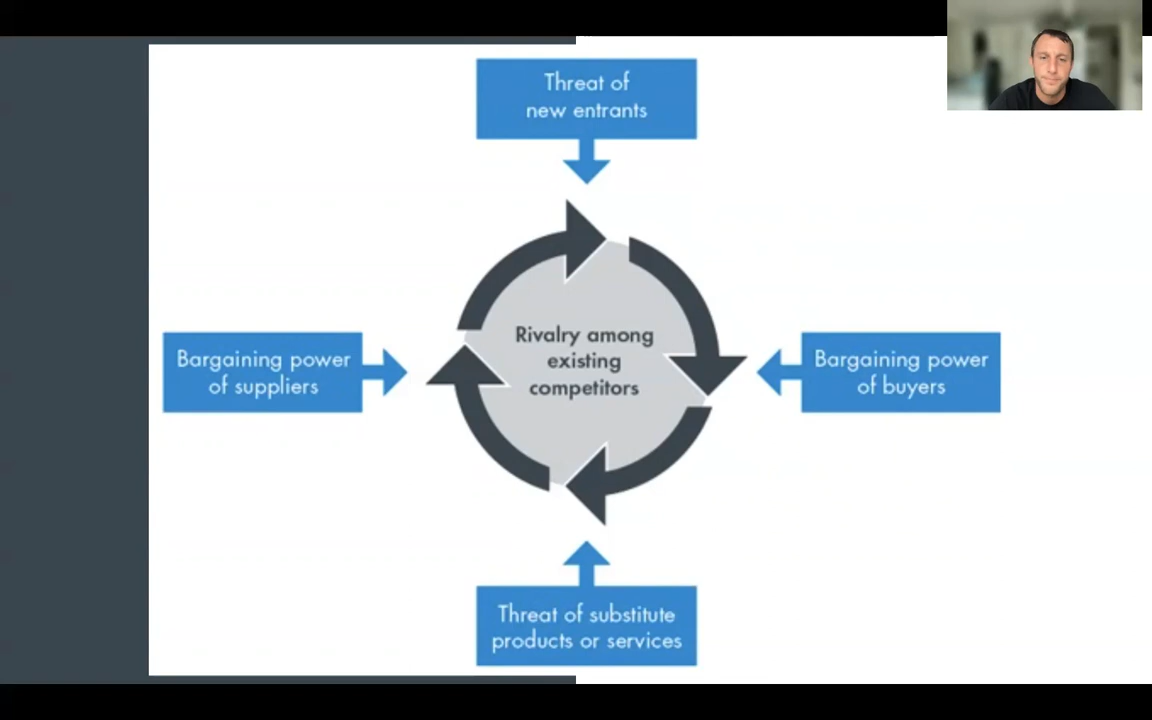 Threat of
new entrants
Rivalry among
existing
competitors
Bargaining power
of suppliers
Bargaining power
of buyers
Threat of substitute
products or services